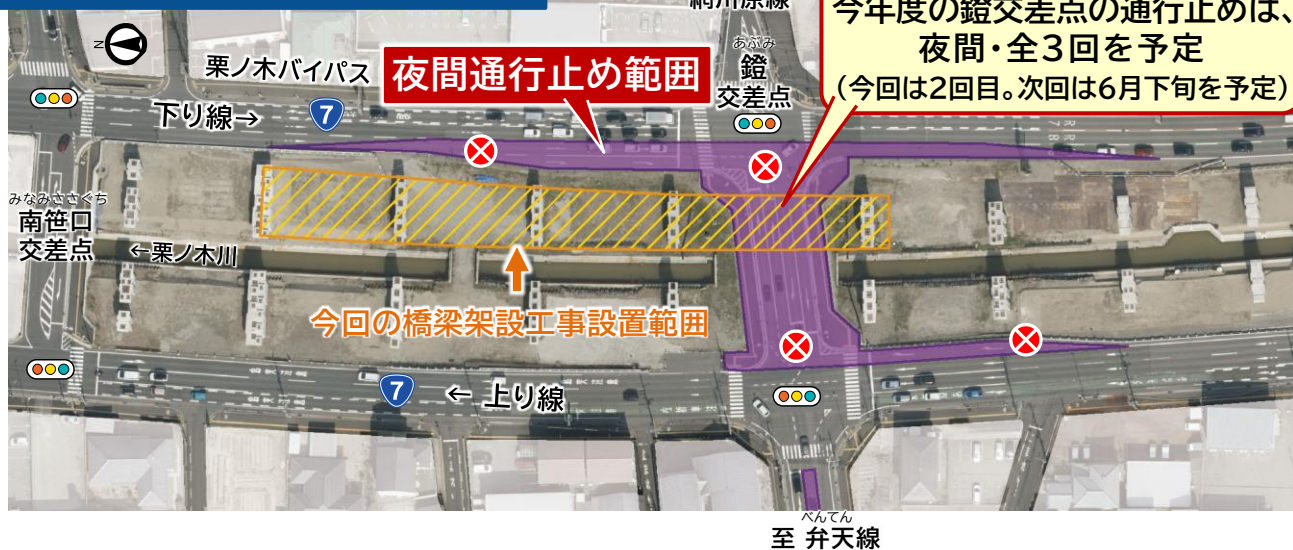 今年度の鐙交差点の通行止めは、
夜間・全3回を予定
(今回は2回目。次回は6月下旬を予定)
N
栗ノ木バイパス
夜間通行止め範囲
あぶみ
鐙
交差点
下り線→
7
みなみささぐち
南笹口
交差点
←栗ノ木川
今回の橋梁架設工事設置範囲
7
← 上り線
べんてん
至 弁天線